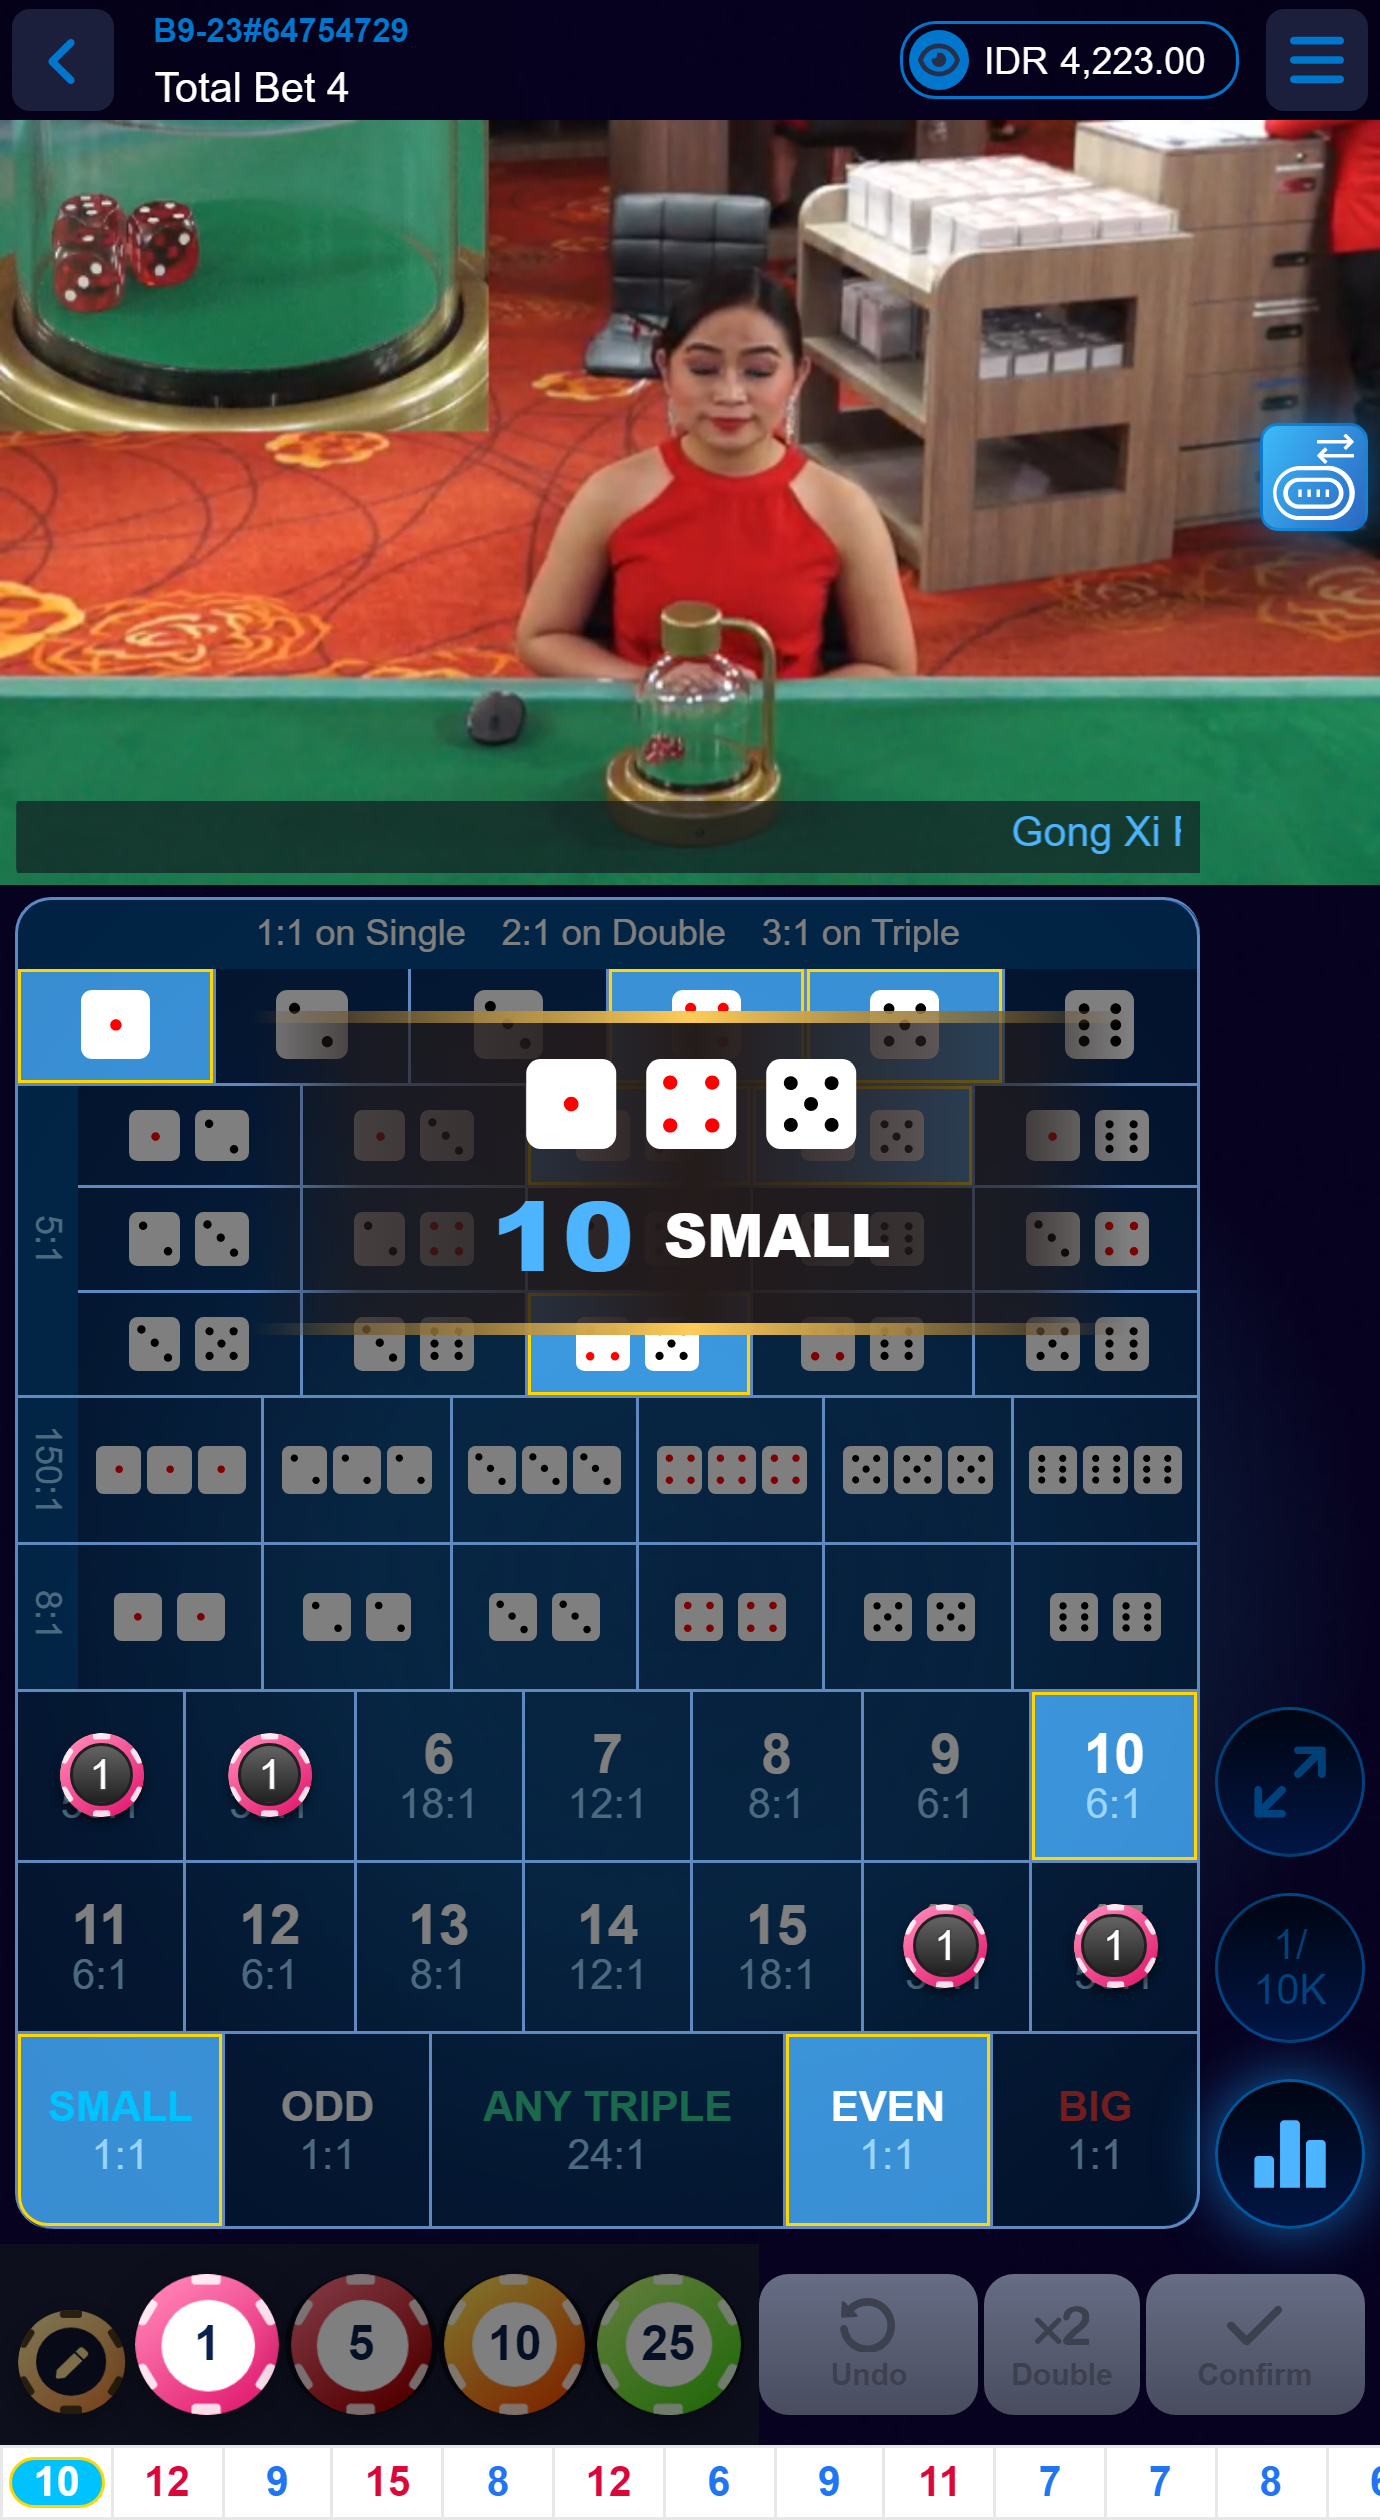 B9-23#64754729
Total Bet 4
IDR 4,223.00
Gong Xi
1:1 on Single 2:1 on Double 3:1 on Triple
5:1
10 SMALL
150:1
8:1
1 1 6 7 8 9 10
18:1 12:1 8:1 6:1 6:1
11 12 13 14 15 1 1
6:1 6:1 8:1 12:1 18:1
1/
10K
SMALL ODD ANY TRIPLE EVEN BIG
1:1 1:1 24:1 1:1 1:1
1 5 10 25
x2
Undo Double Confirm
10 12 9 15 8 12 6 9 11 7 7 8